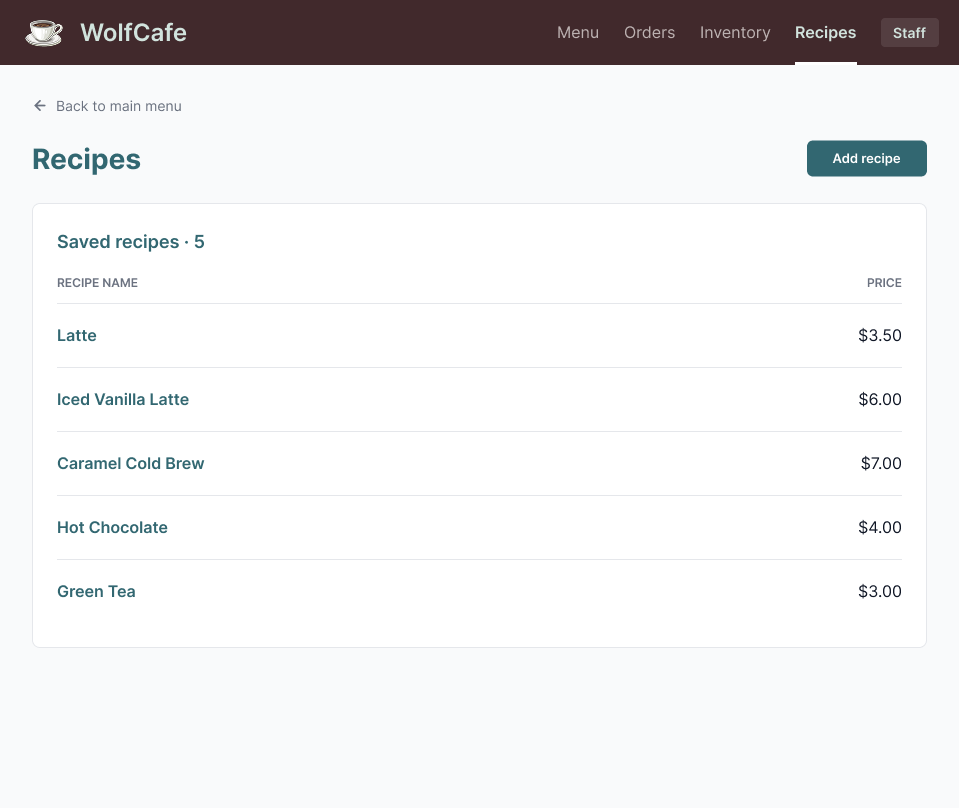 WolfCafe
Menu Orders Inventory Recipes Staff
← Back to main menu
Recipes
Add recipe
Saved recipes · 5
RECIPE NAME PRICE
Latte $3.50
Iced Vanilla Latte $6.00
Caramel Cold Brew $7.00
Hot Chocolate $4.00
Green Tea $3.00